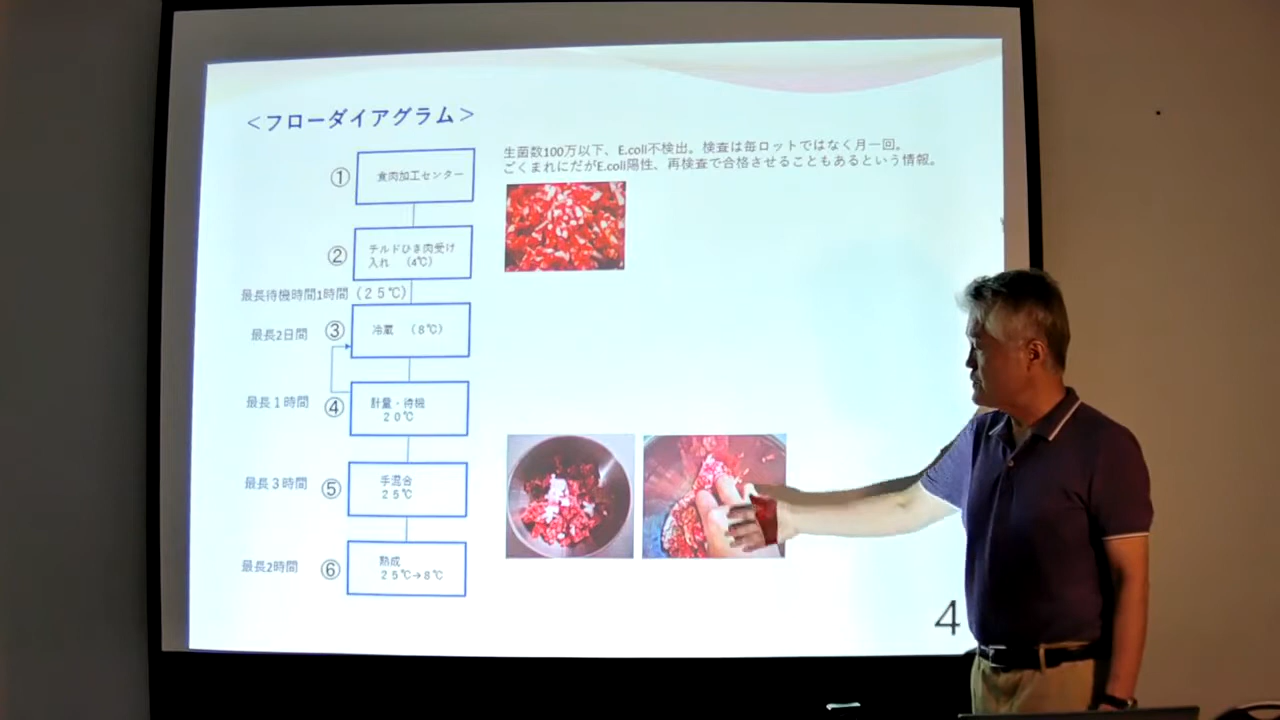 ＜フローダイアグラム＞
生菌数100万以下、E.coli不検出。検査は毎ロットではなく月一回。
ごくまれにだがE.coli陽性、再検査で合格させることもあるという情報。
① 食肉加工センター
② チルドひき肉受け
入れ （4℃）
最長待機時間1時間（２５℃）
最長2日間 ③ 冷蔵 （８℃）
最長１時間 ④ 計量・待機
２０℃
最長３時間 ⑤ 手混合
２５℃
最長2時間 ⑥ 熟成
２５℃→８℃
4